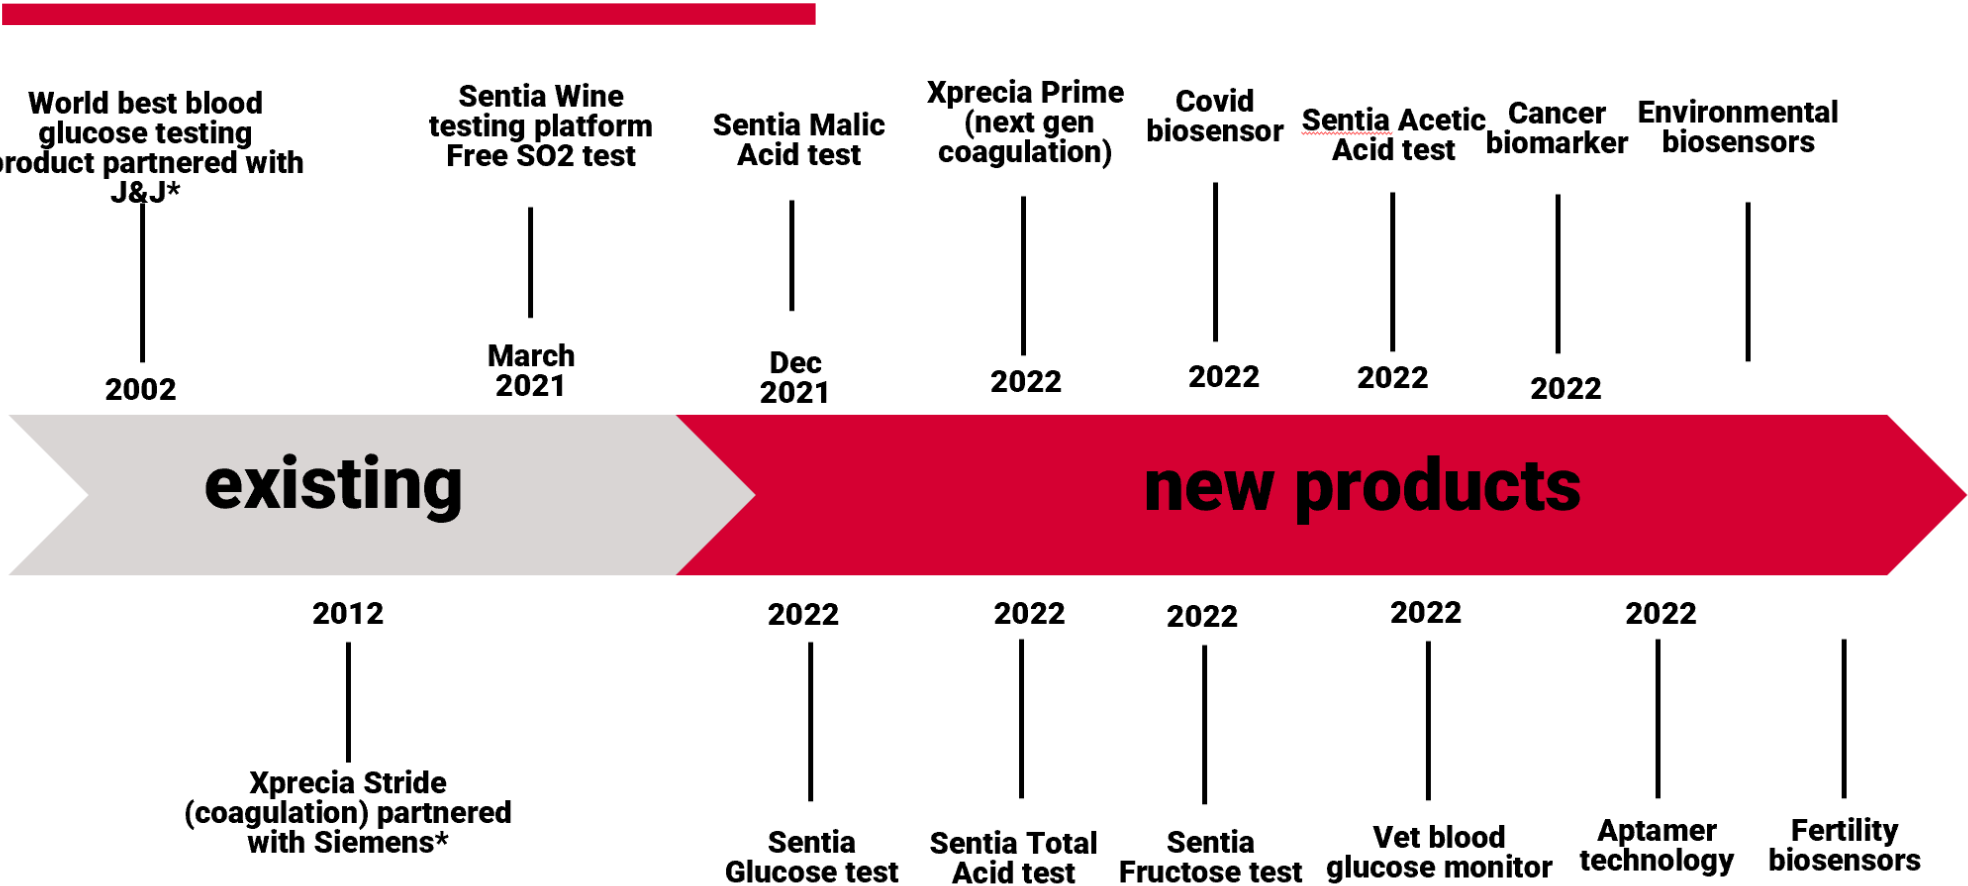 World best blood
glucose testing
product partnered with
J&J*
2002
Sentia Wine
testing platform
Free SO2 test
March
2021
Sentia Malic
Acid test
Dec
2021
Xprecia Prime
(next gen
coagulation)
2022
Covid
biosensor
2022
Sentia Acetic
Acid test
2022
Cancer
biomarker
2022
Environmental
biosensors
existing
new products
2012
Xprecia Stride
(coagulation) partnered
with Siemens*
2022
Sentia
Glucose test
2022
Sentia Total
Acid test
2022
Sentia
Fructose test
2022
Vet blood
glucose monitor
2022
Aptamer
technology
Fertility
biosensors